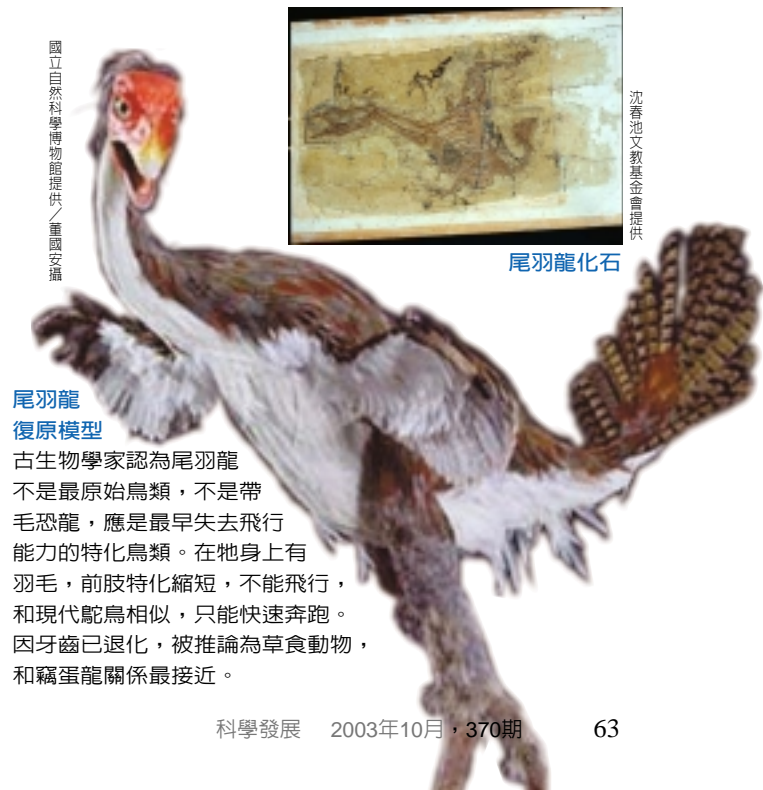 國立自然科學博物館提供／董國安攝
沈春池文教基金會提供
尾羽龍化石
尾羽龍
復原模型
古生物學家認為尾羽龍
不是最原始鳥類，不是帶
毛恐龍，應是最早失去飛行
能力的特化鳥類。在牠身上有
羽毛，前肢特化縮短，不能飛行，
和現代鴕鳥相似，只能快速奔跑。
因牙齒已退化，被推論為草食動物，
和竊蛋龍關係最接近。
科學發展 2003年10月，370期 63